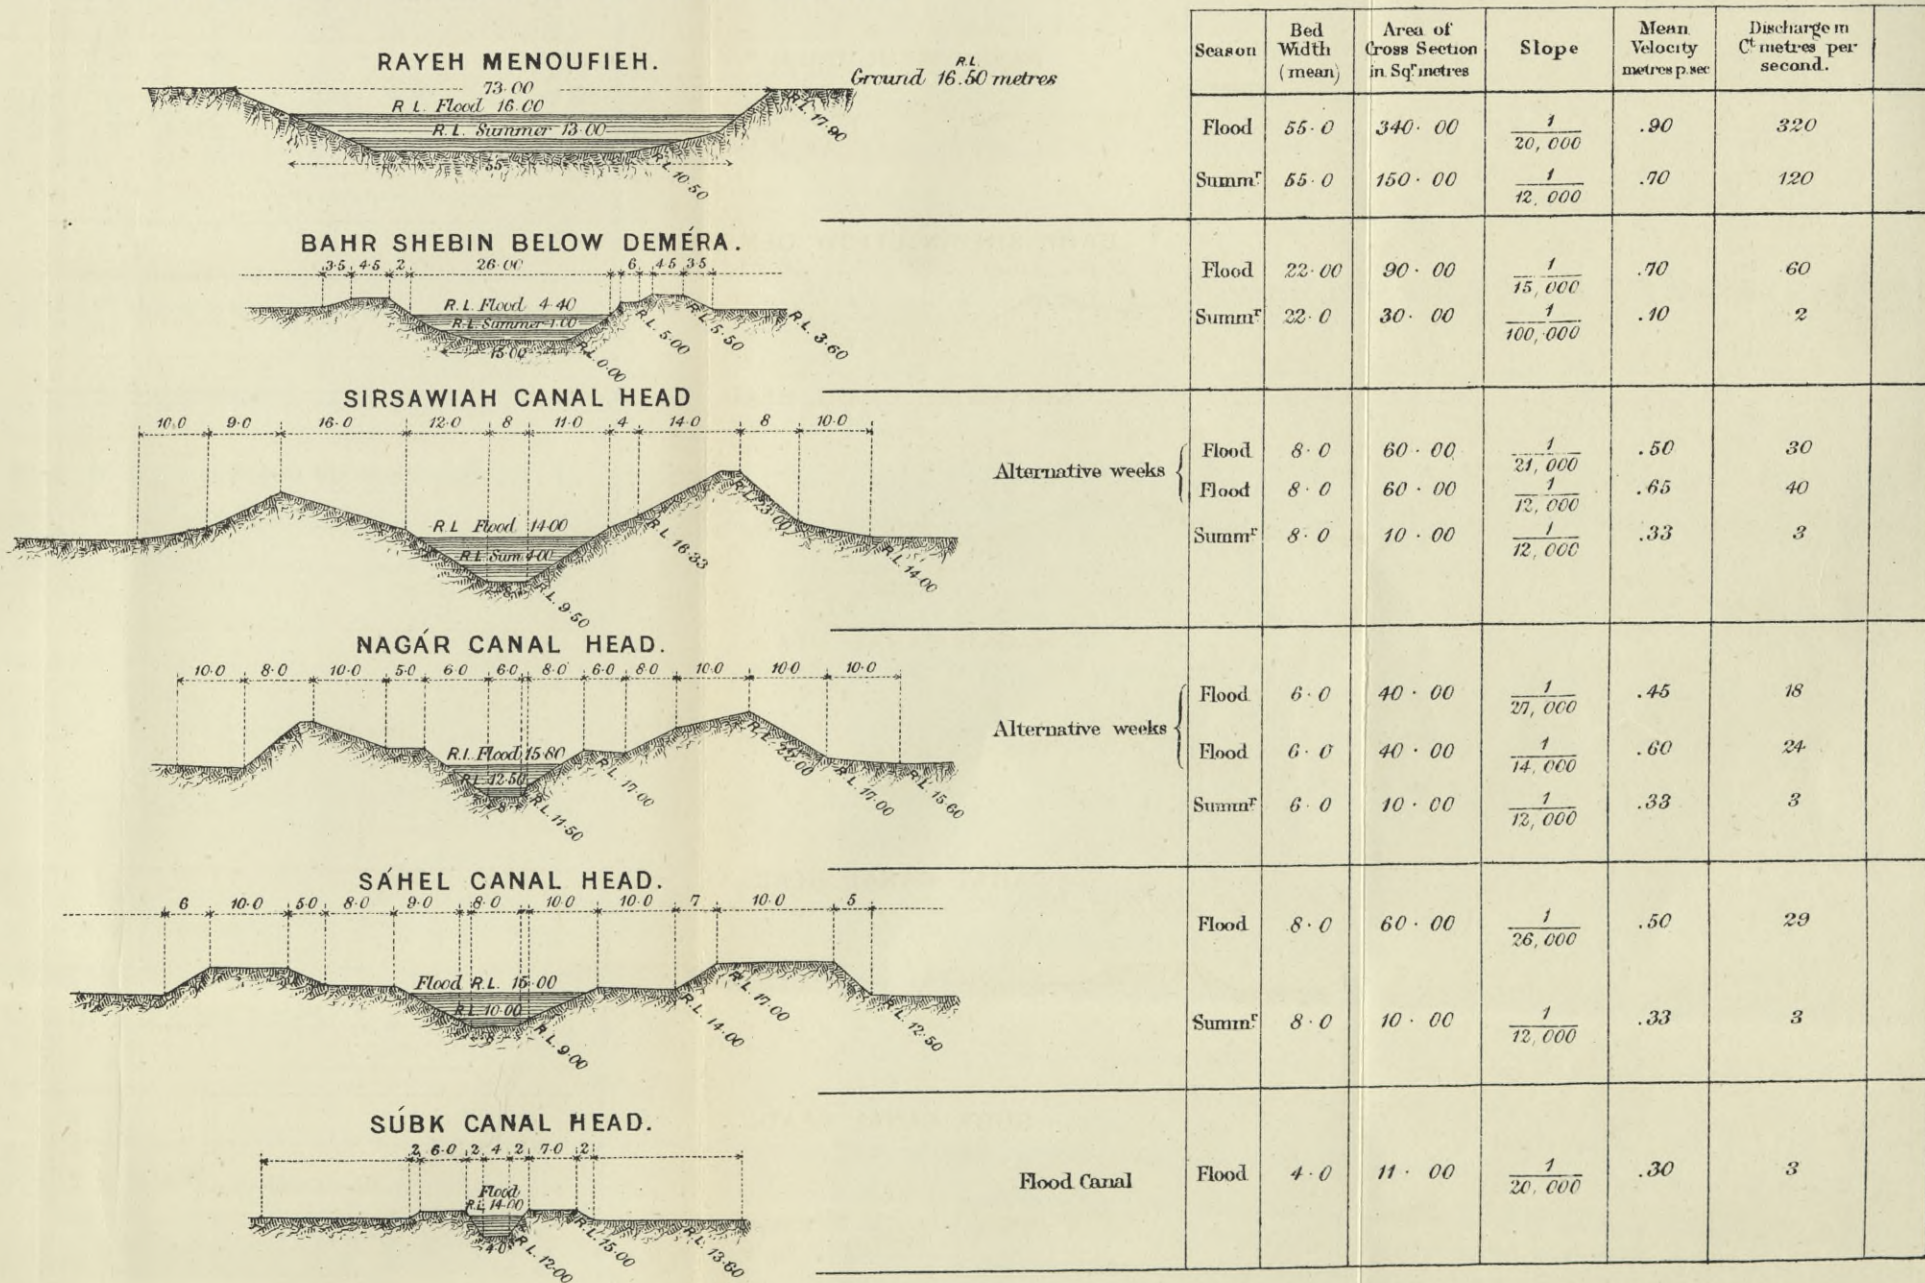 Season
Bed Width (mean)
Area of Cross Section in Sqr metres
Slope
Mean Velocity metres p.sec
Discharge in Ct metres per second.
RAYEH MENOUFIEH.
73·00
R.L. Flood 16·00
R.L. Summer 13·00
55
R.L. 10·50
R.L. 17·90
R.L.
Ground 16.50 metres
Flood 55·0 340·00 1/20,000 .90 320
Summr 55·0 150·00 1/12,000 .70 120
BAHR SHEBIN BELOW DEMÉRA.
3·5 4·5 2 26·00 6 4·5 3·5
R.L. Flood 4·40
R.L. Summer 1·00
15·00
R.L. 0·00
R.L. 5·00
R.L. 5·50
R.L. 3·60
Flood 22·00 90·00 1/15,000 .70 60
Summr 22·0 30·00 1/100,000 .10 2
SIRSAWIAH CANAL HEAD
10·0 9·0 16·0 12·0 8 11·0 4 14·0 8 10·0
R.L Flood 14·00
R.L Sum 4·00
8
R.L. 9·50
R.L. 16·33
R.L. 23·00
R.L. 14·00
Alternative weeks
Flood 8·0 60·00 1/21,000 .50 30
Flood 8·0 60·00 1/12,000 .65 40
Summr 8·0 10·00 1/12,000 .33 3
NAGÁR CANAL HEAD.
10·0 8·0 10·0 5·0 6·0 6·0 8·0 6·0 8·0 10·0 10·0 10·0
R.L. Flood 15·80
R.L. 12·50
R.L. 11·50
R.L. 17·00
R.L. 22·00
R.L. 17·00
R.L. 15·60
Alternative weeks
Flood 6·0 40·00 1/27,000 .45 18
Flood 6·0 40·00 1/14,000 .60 24
Summr 6·0 10·00 1/12,000 .33 3
SÁHEL CANAL HEAD.
6 10·0 5·0 8·0 9·0 8·0 10·0 10·0 7 10·0 5
Flood R.L. 15·00
R.L 10·00
8
R.L. 9·00
R.L. 14·00
R.L. 17·00
R.L. 12·50
Flood 8·0 60·00 1/26,000 .50 29
Summr 8·0 10·00 1/12,000 .33 3
SÚBK CANAL HEAD.
2 6·0 2 4 2 7·0 2
Flood
R.L. 14·00
4·0
R.L. 12·00
R.L. 15·00
R.L. 13·60
Flood Canal
Flood 4·0 11·00 1/20,000 .30 3